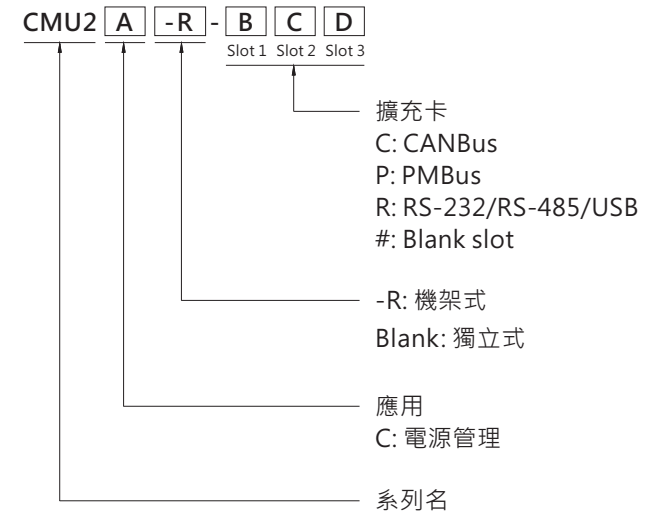 CMU2 A -R - B C D
Slot 1 Slot 2 Slot 3
擴充卡
C: CANBus
P: PMBus
R: RS-232/RS-485/USB
#: Blank slot
-R: 機架式
Blank: 獨立式
應用
C: 電源管理
系列名